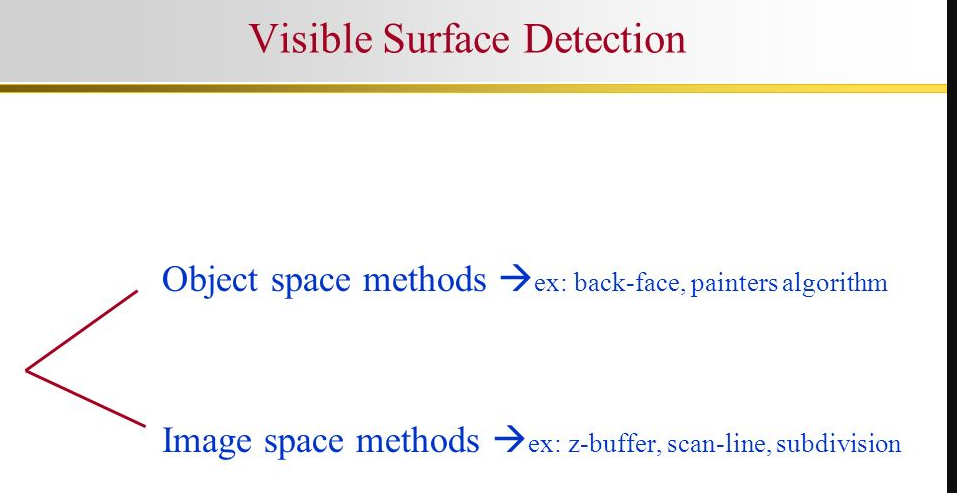 Visible Surface Detection
Object space methods → ex: back-face, painters algorithm
Image space methods → ex: z-buffer, scan-line, subdivision